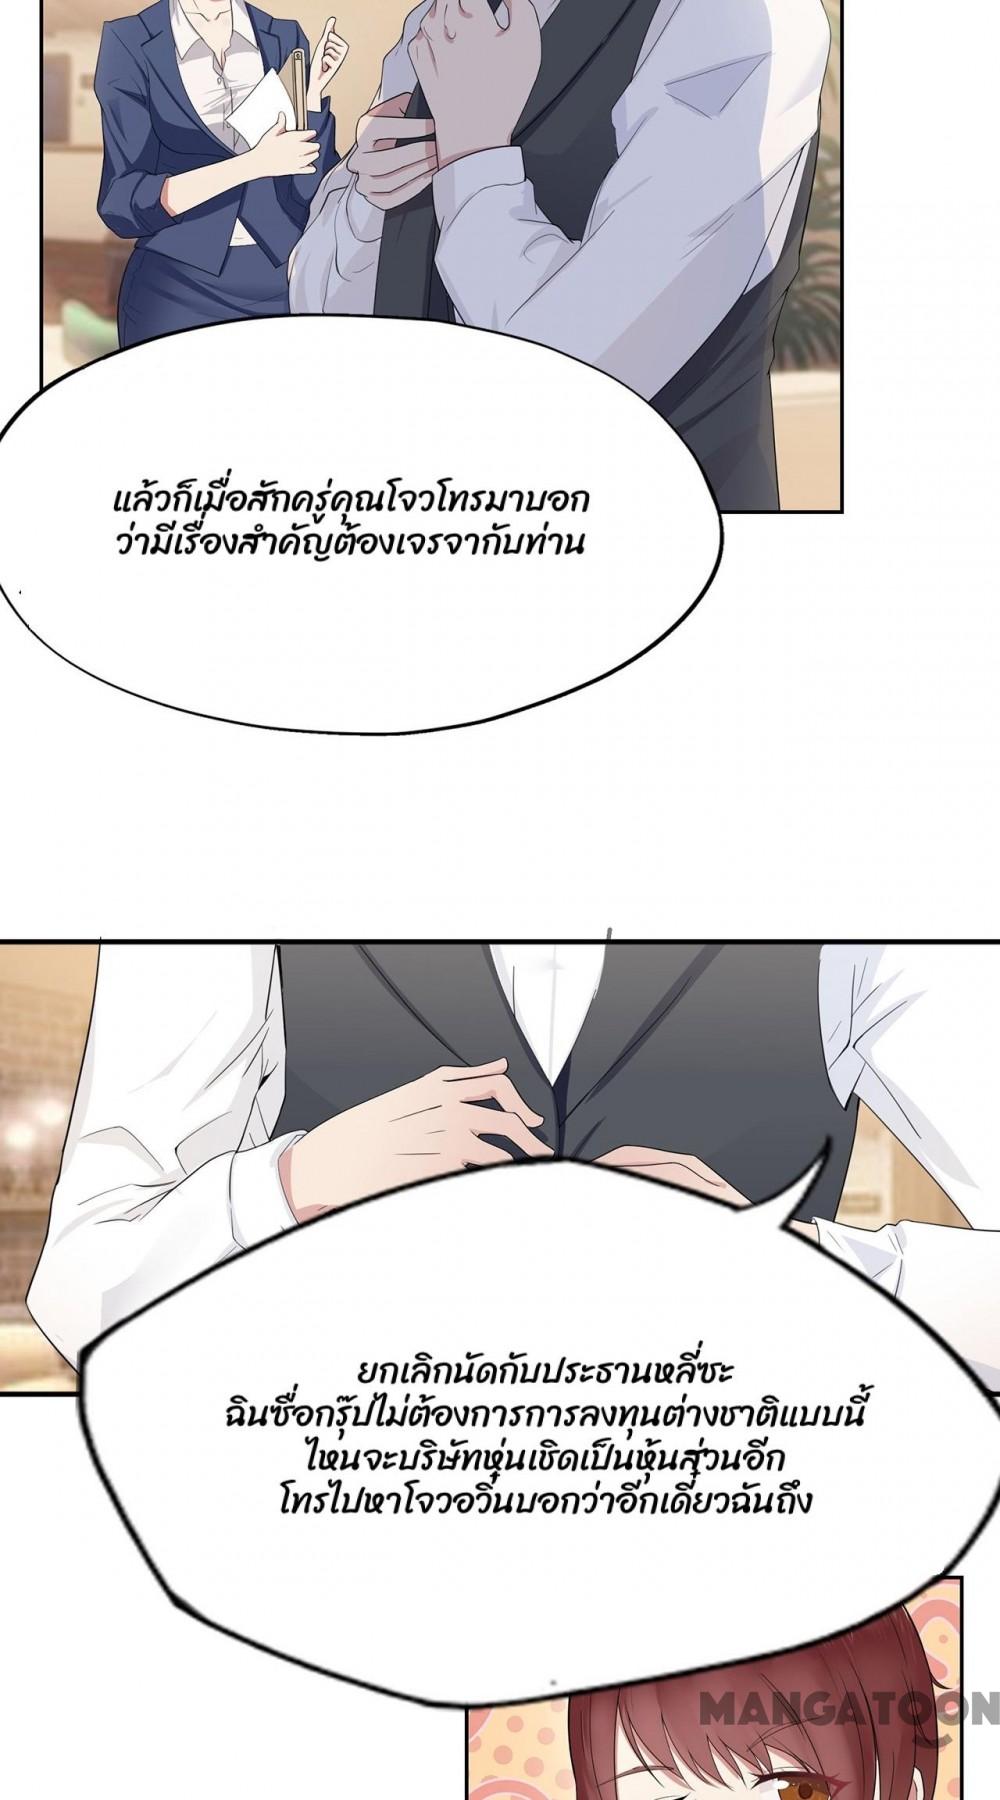 แล้วก็เมื่อสักครู่คุณโจวโทรมาบอก
ว่ามีเรื่องสำคัญต้องเจรจากับท่าน
ยกเลิกนัดกับประธานหลี่ซะ
ฉินซื่อกรุ๊ปไม่ต้องการการลงทุนต่างชาติแบบนี้
ไหนจะบริษัทหุ่นเชิดเป็นหุ้นส่วนอีก
โทรไปหาโจวอวิ๋นบอกว่าอีกเดี๋ยวฉันถึง
MANGATOON